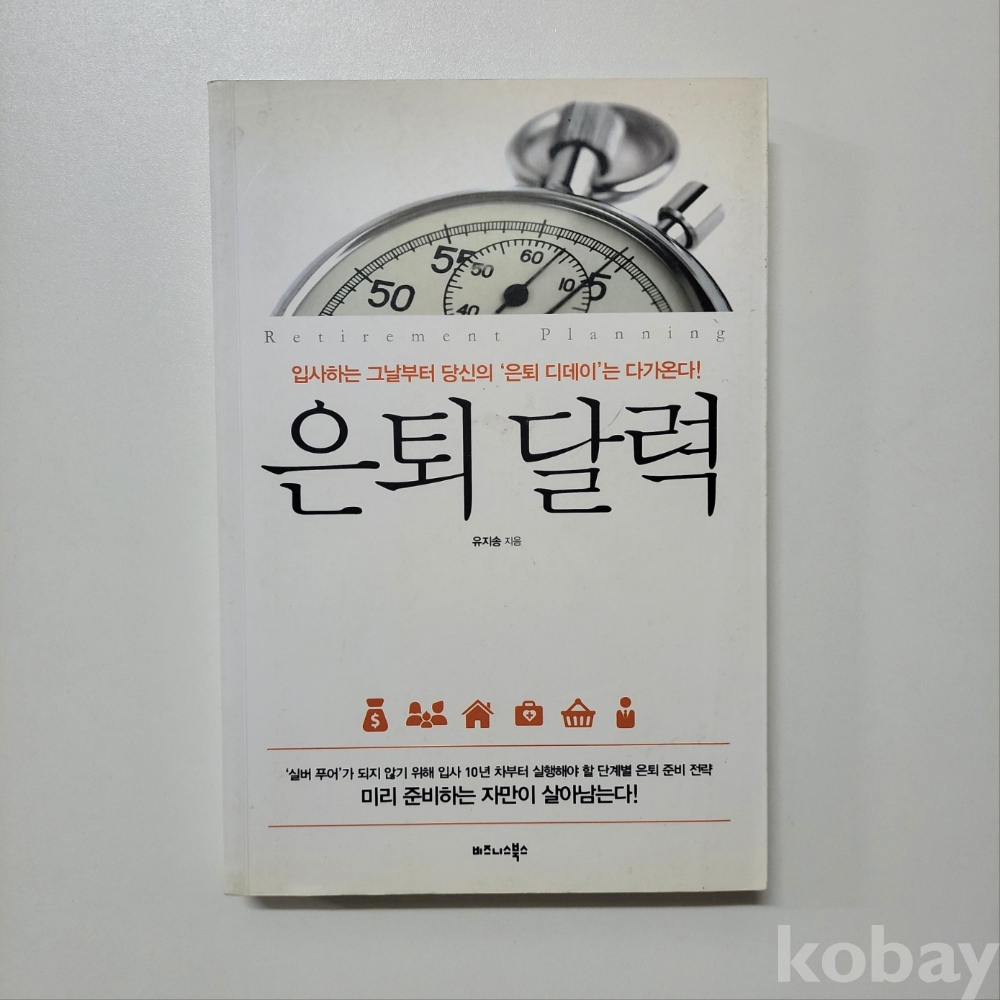 55
50
60
50
10
5
40
Retirement Planning
입사하는 그날부터 당신의 ‘은퇴 디데이’는 다가온다!
은퇴 달력
유지송 지음
$
‘실버 푸어’가 되지 않기 위해 입사 10년 차부터 실행해야 할 단계별 은퇴 준비 전략
미리 준비하는 자만이 살아남는다!
비즈니스북스
kobay